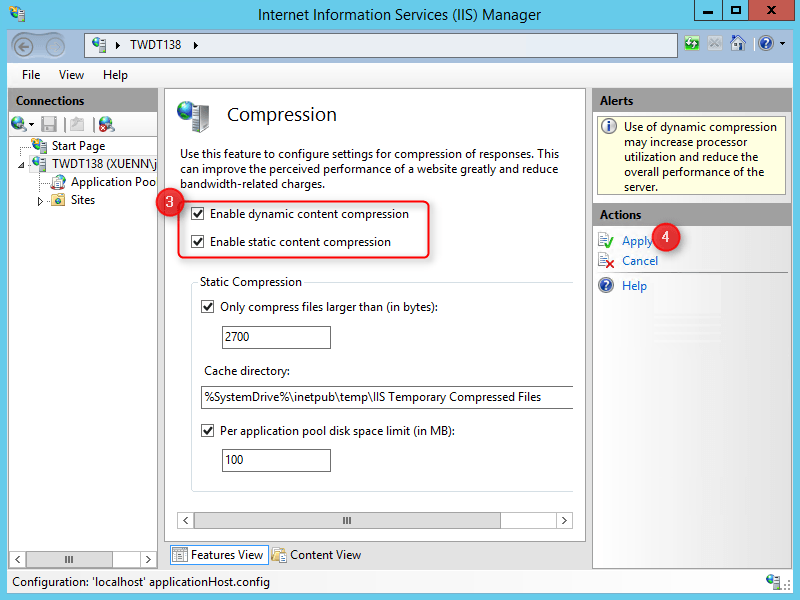 Internet Information Services (IIS) Manager
TWDT138
File View Help
Connections
Start Page
TWDT138 (XUENN\j
Application Poo
Sites
Compression
Use this feature to configure settings for compression of responses. This
can improve the perceived performance of a website greatly and reduce
bandwidth-related charges.
3
Enable dynamic content compression
Enable static content compression
Static Compression
Only compress files larger than (in bytes):
2700
Cache directory:
%SystemDrive%\inetpub\temp\IIS Temporary Compressed Files
Per application pool disk space limit (in MB):
100
Features View Content View
Alerts
Use of dynamic compression
may increase processor
utilization and reduce the
overall performance of the
server.
Actions
Apply 4
Cancel
Help
Configuration: 'localhost' applicationHost.config